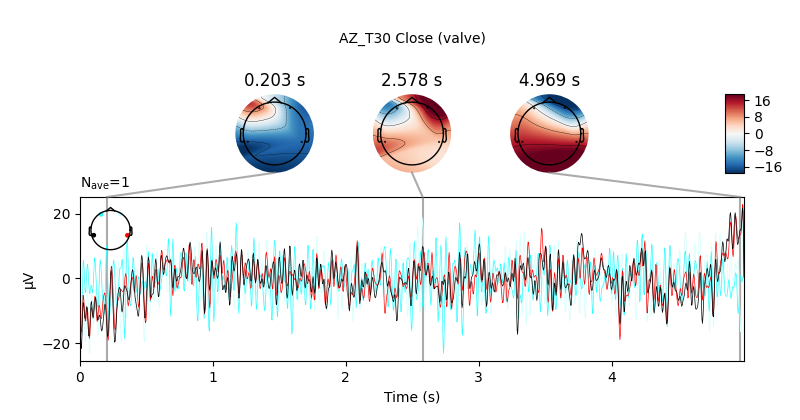 AZ_T30 Close (valve)
0.203 s
2.578 s
4.969 s
16
8
0
−8
−16
Nave=1
20
0
−20
µV
0
1
2
3
4
Time (s)